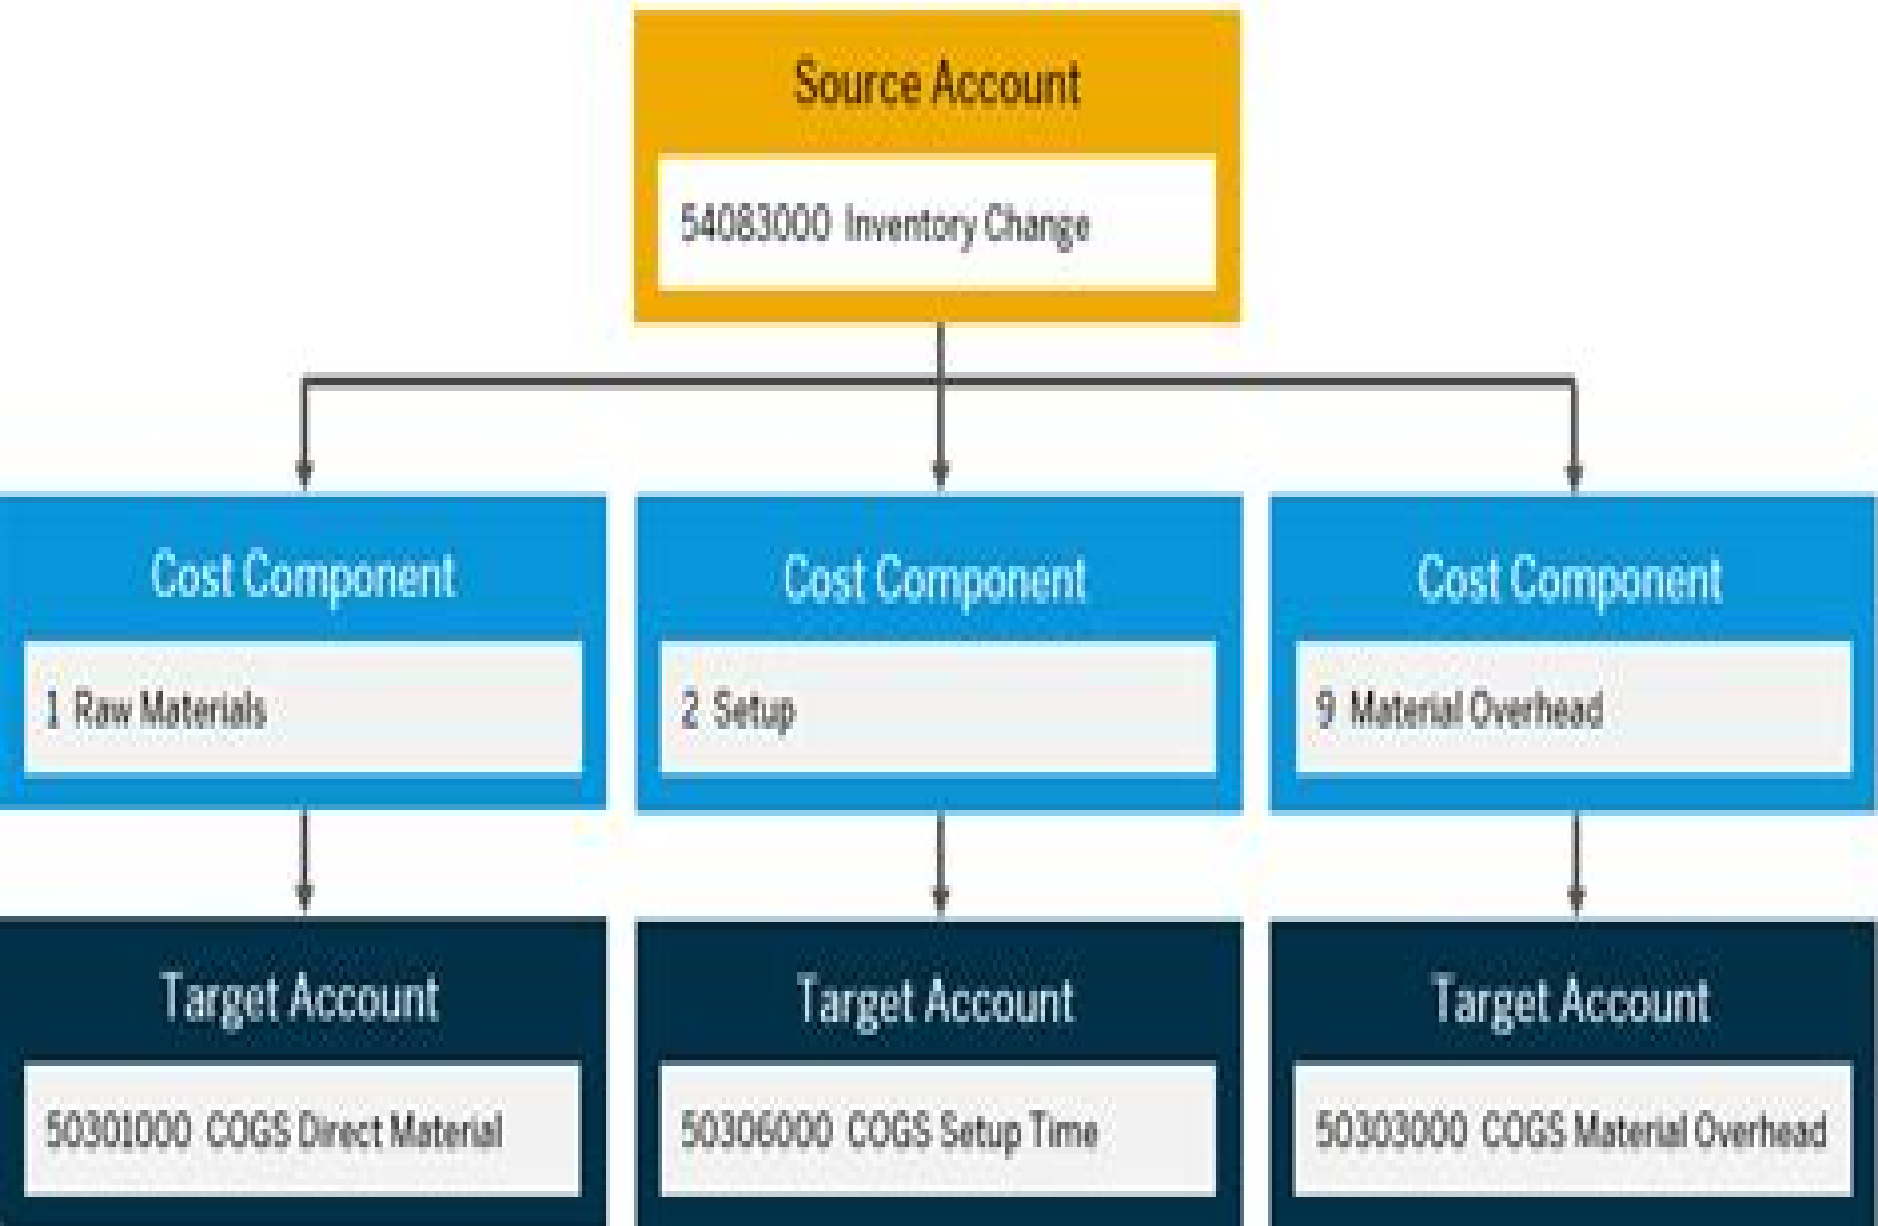 Source Account
54083000 Inventory Change
Cost Component
1 Raw Materials
Cost Component
2 Setup
Cost Component
9 Material Overhead
Target Account
50301000 COGS Direct Material
Target Account
50306000 COGS Setup Time
Target Account
50303000 COGS Material Overhead